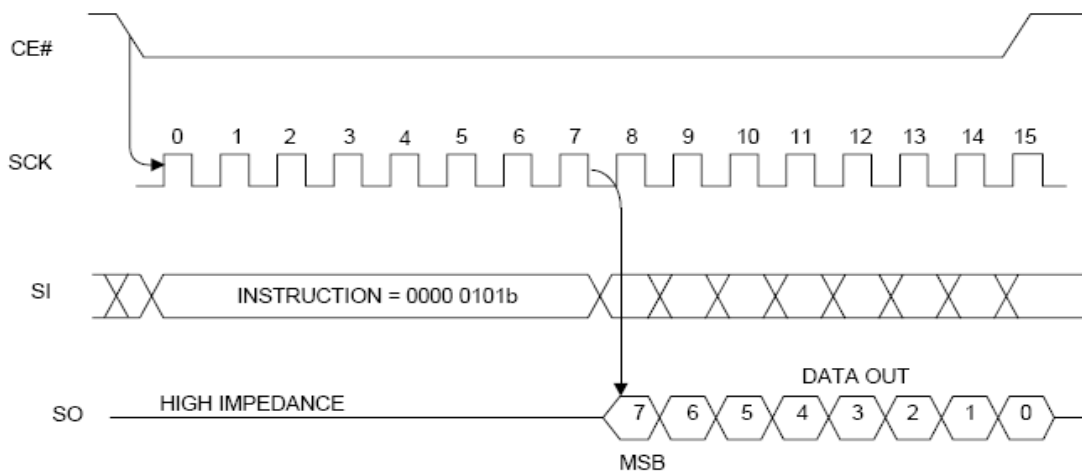 CE#
0 1 2 3 4 5 6 7 8 9 10 11 12 13 14 15
SCK
SI INSTRUCTION = 0000 0101b
DATA OUT
SO HIGH IMPEDANCE 7 6 5 4 3 2 1 0
MSB